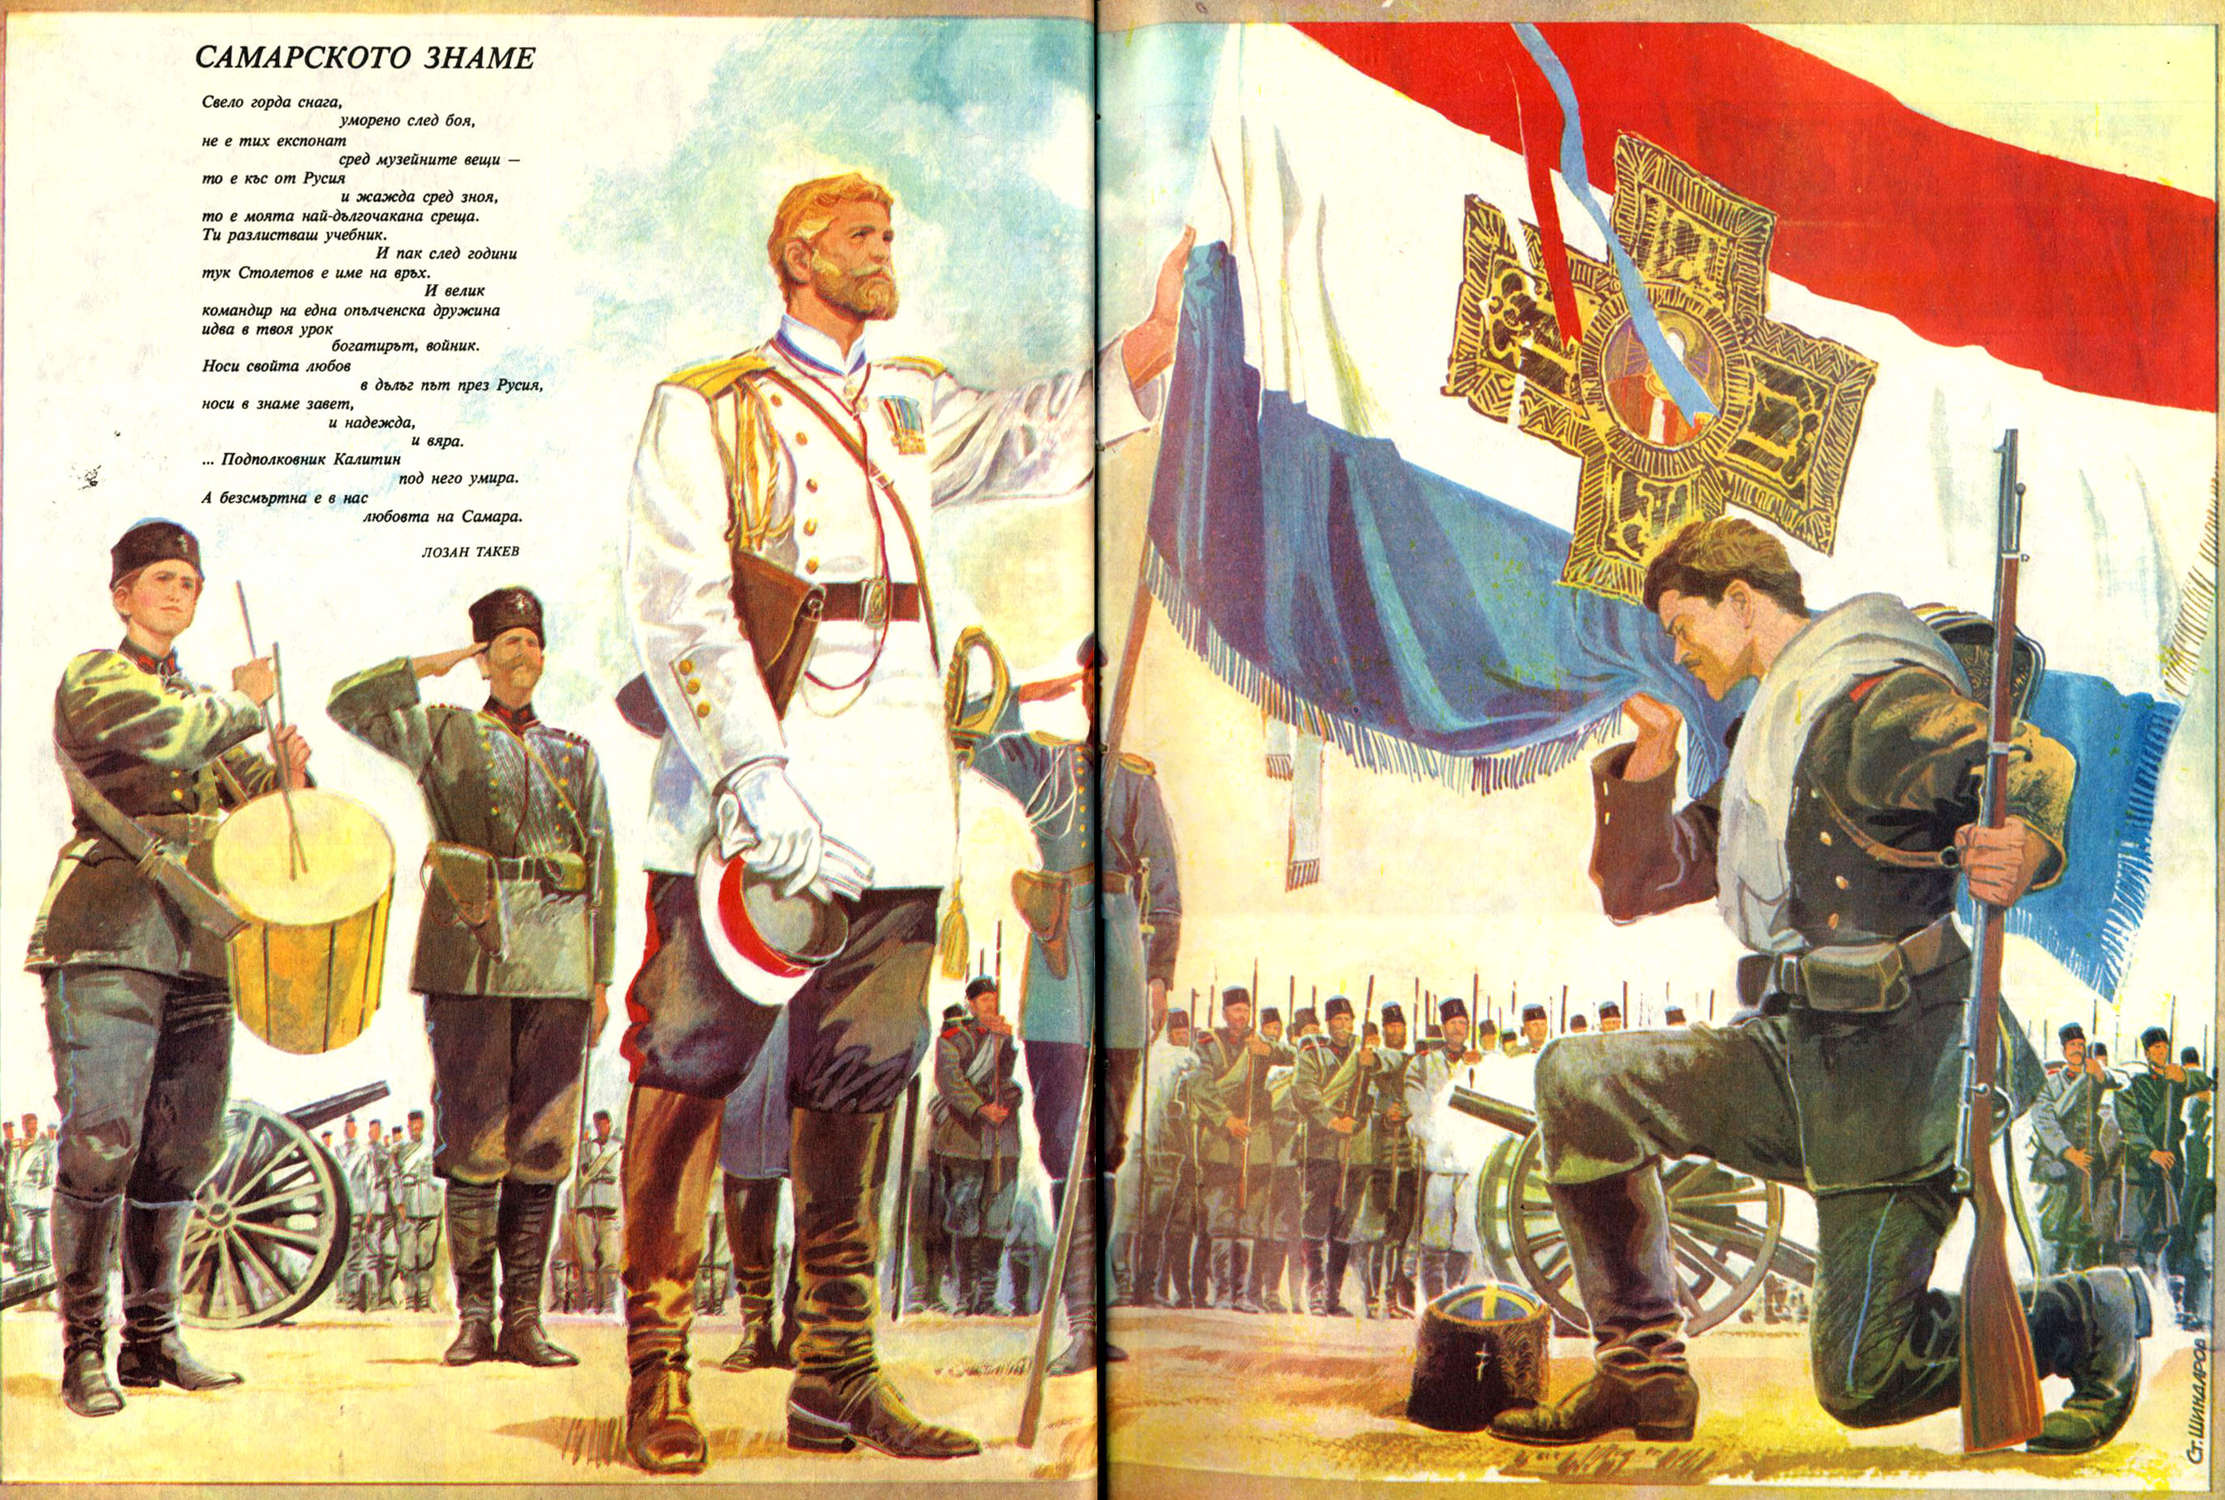 САМАРСКОТО ЗНАМЕ
Свело горда снага,
уморено след боя,
не е тих експонат
сред музейните вещи —
то е къс от Русия
и жажда сред зноя,
то е моята най-дългочакана среща.
Ти разлистваш учебник.
И пак след години
тук Столетов е име на връх.
И велик
командир на една опълченска дружина
идва в твоя урок
богатирът, войник.
Носи свойта любов
в дълъг път през Русия,
носи в знаме завет,
и надежда,
и вяра.
... Подполковник Калитин
под него умира.
А безсмъртна е в нас
любовта на Самара.
ЛОЗАН ТАКЕВ
Ст. Шиндаров